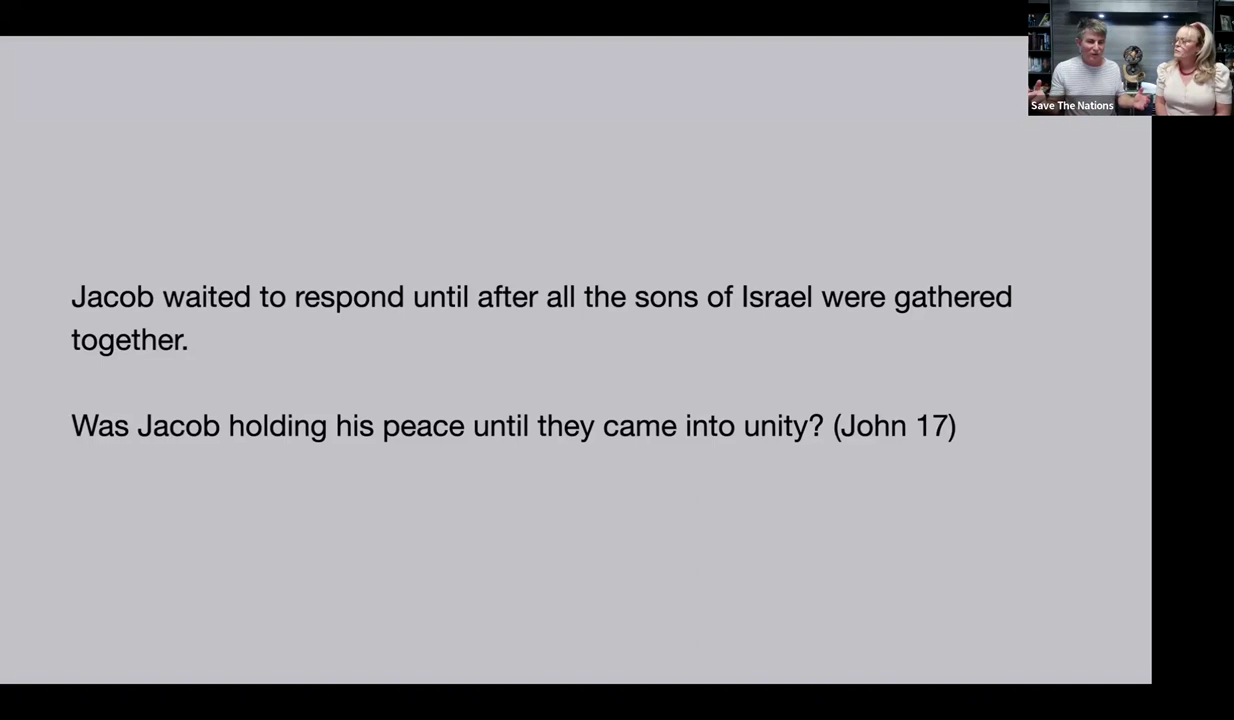 Save The Nations
Jacob waited to respond until after all the sons of Israel were gathered
together.
Was Jacob holding his peace until they came into unity? (John 17)